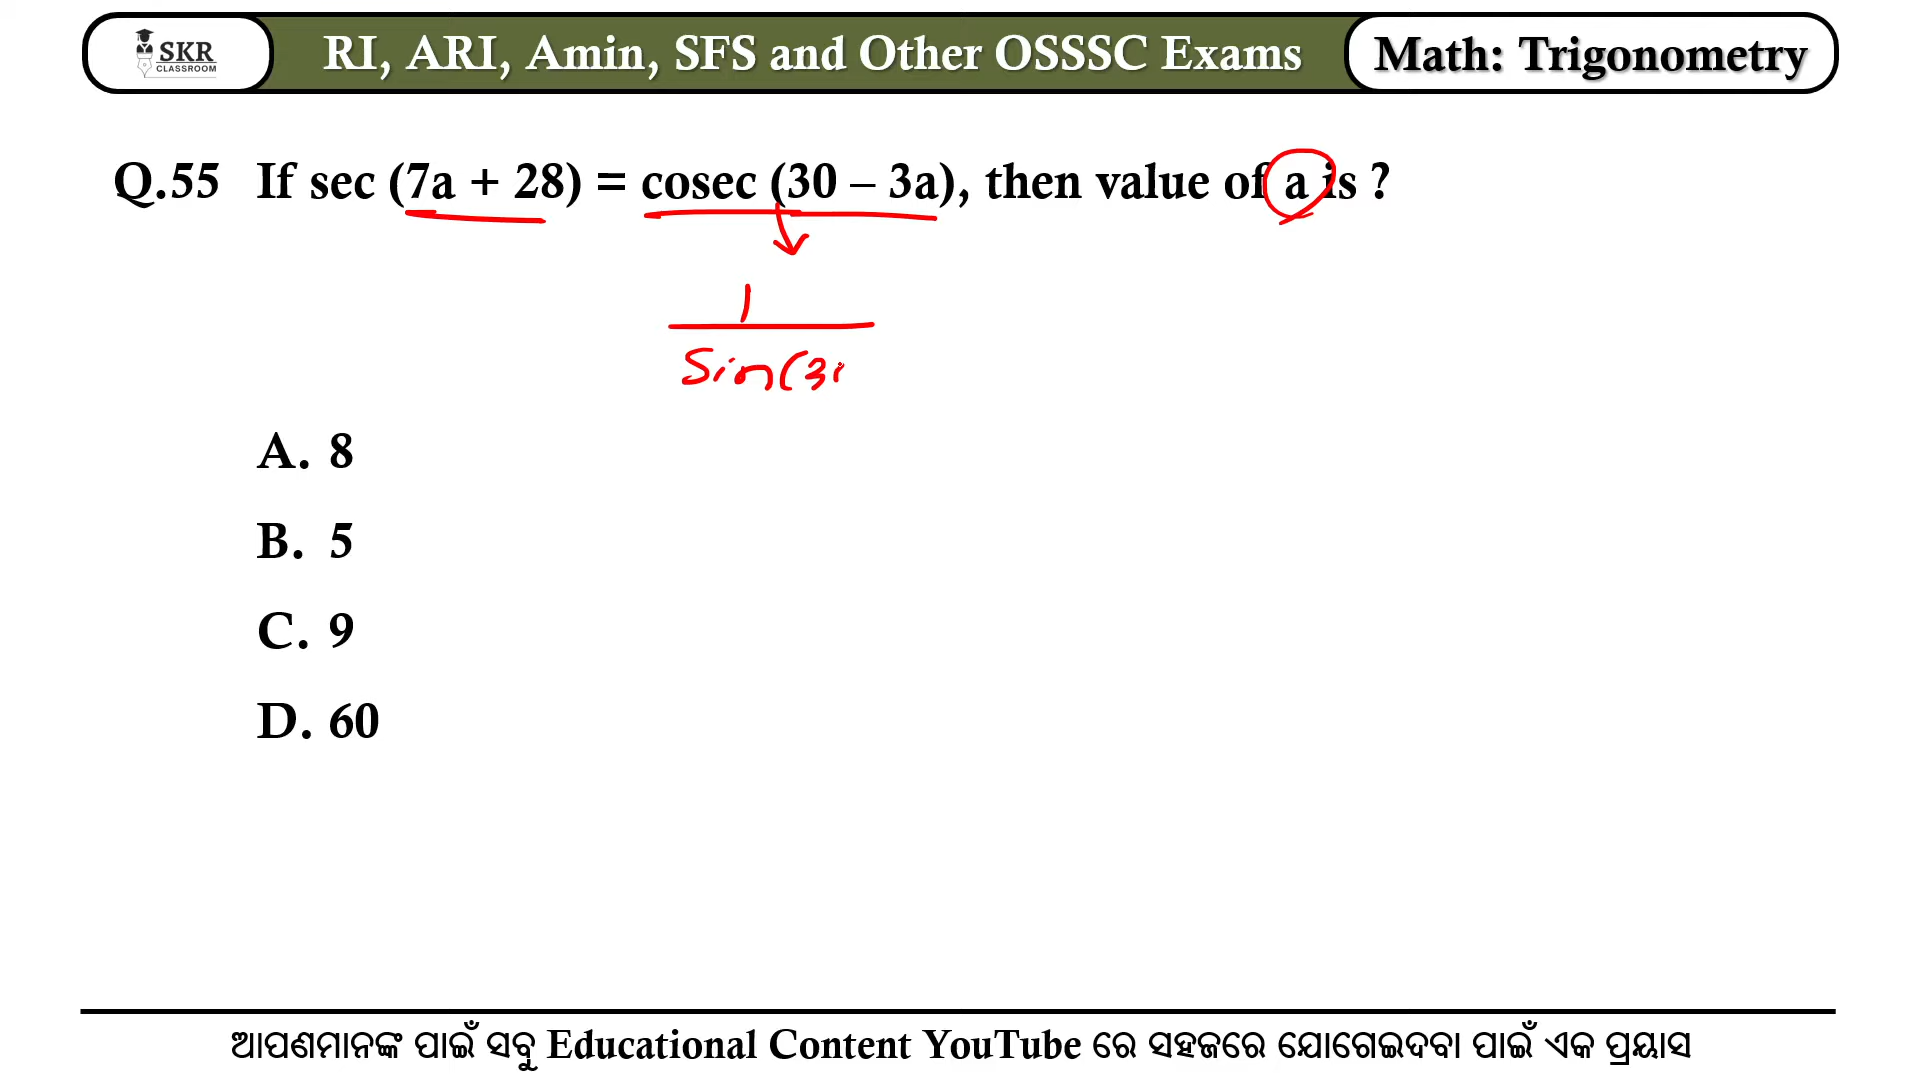 SKR
CLASSROOM
RI, ARI, Amin, SFS and Other OSSSC Exams
Math: Trigonometry
Q.55 If sec (7a + 28) = cosec (30 – 3a), then value of a is ?
1
Sin(3
A. 8
B. 5
C. 9
D. 60
ଆପଣମାନଙ୍କ ପାଇଁ ସବୁ Educational Content YouTube ରେ ସହଜରେ ଯୋଗେଇଦବା ପାଇଁ ଏକ ପ୍ରୟାସ